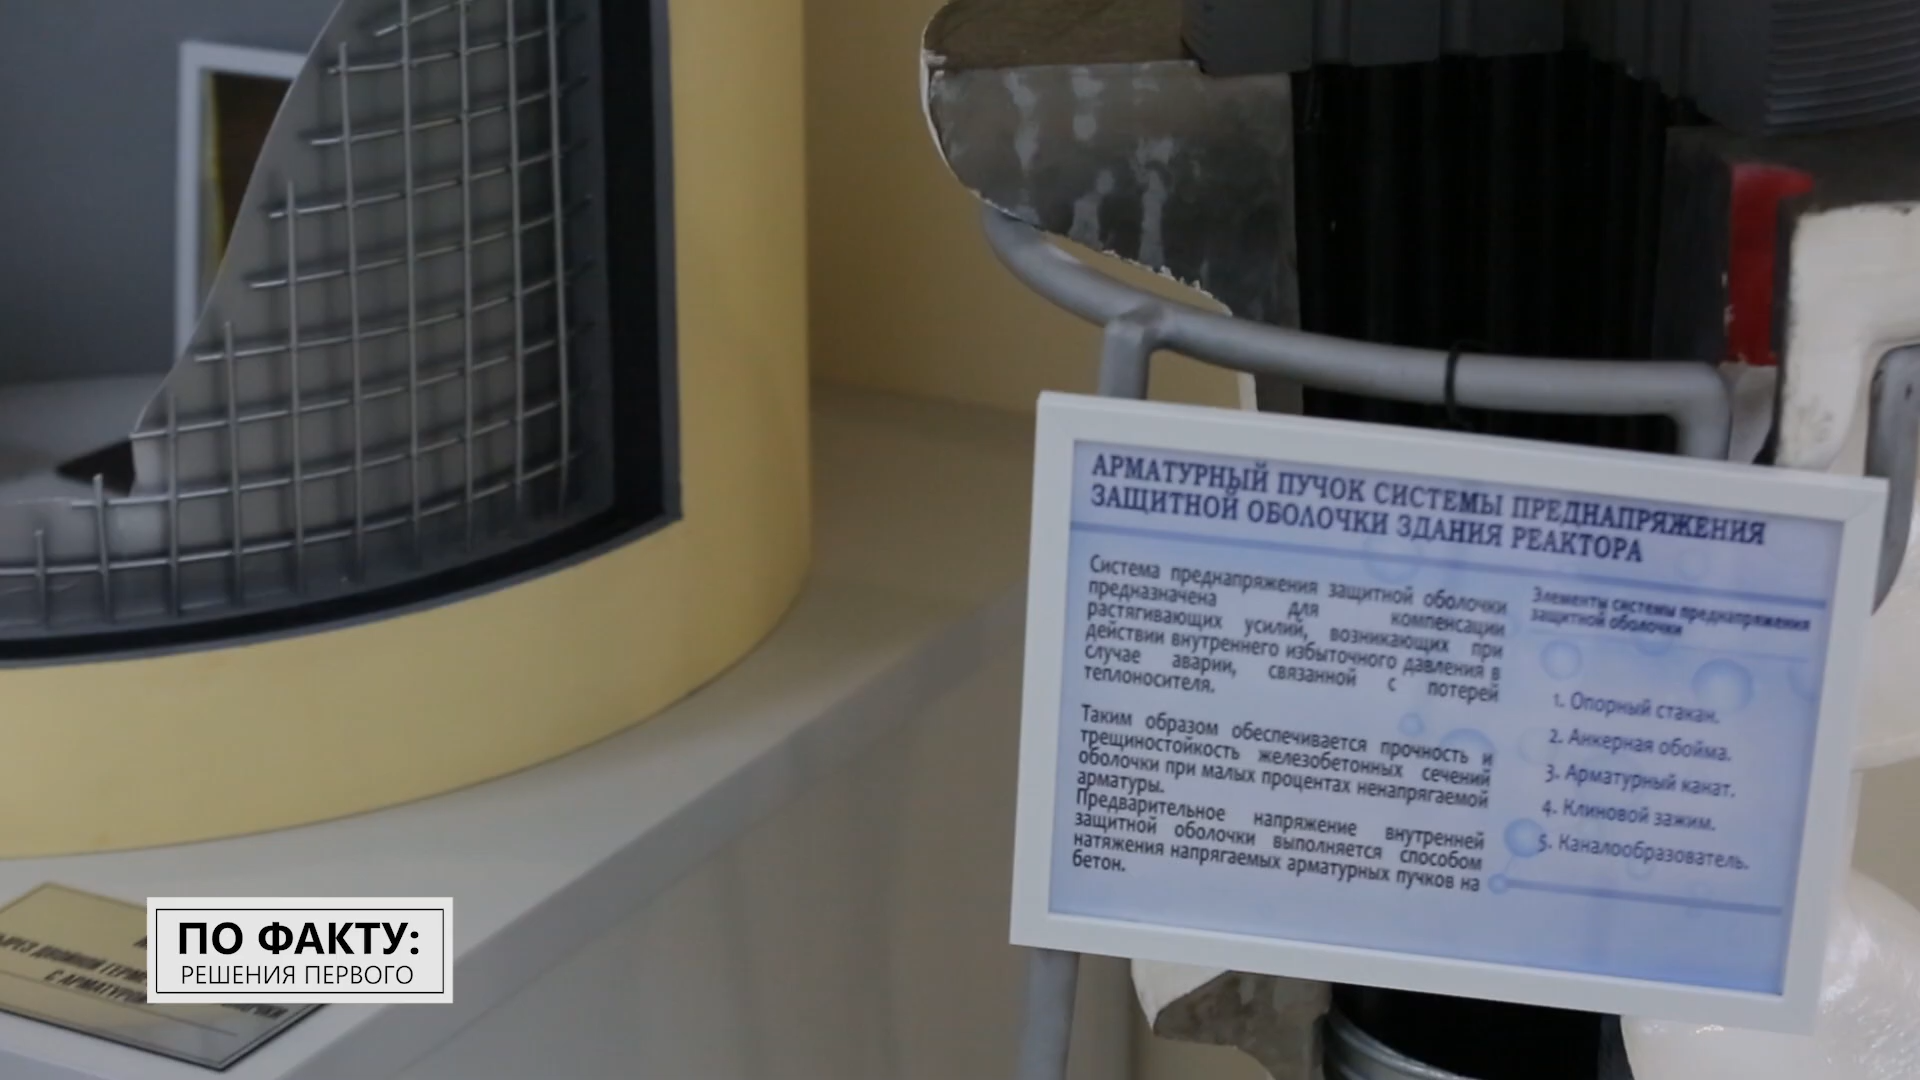 АРМАТУРНЫЙ ПУЧОК СИСТЕМЫ ПРЕДНАПРЯЖЕНИЯ
ЗАЩИТНОЙ ОБОЛОЧКИ ЗДАНИЯ РЕАКТОРА
Система преднапряжения защитной оболочки
предназначена для компенсации
растягивающих усилий, возникающих при
действии внутреннего избыточного давления в
случае аварии, связанной с потерей
теплоносителя.
Таким образом обеспечивается прочность и
трещиностойкость железобетонных сечений
оболочки при малых процентах ненапрягаемой
арматуры.
Предварительное напряжение внутренней
защитной оболочки выполняется способом
натяжения напрягаемых арматурных пучков на
бетон.
Элементы системы преднапряжения
защитной оболочки
1. Опорный стакан.
2. Анкерная обойма.
3. Арматурный канат.
4. Клиновой зажим.
5. Каналообразователь.
ПО ФАКТУ:
РЕШЕНИЯ ПЕРВОГО